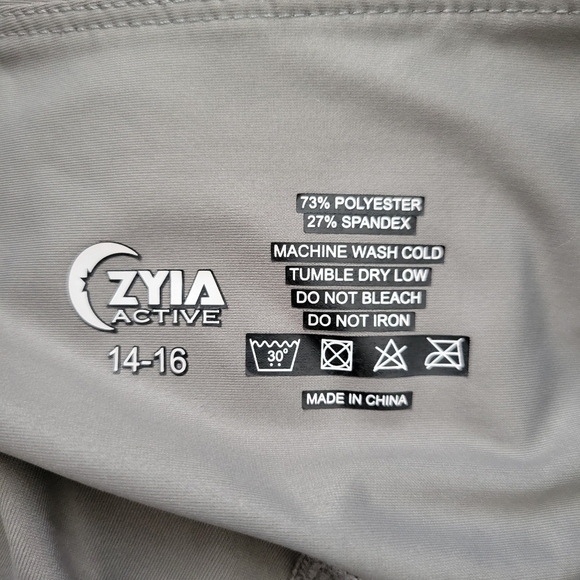 73% POLYESTER
27% SPANDEX
MACHINE WASH COLD
TUMBLE DRY LOW
DO NOT BLEACH
DO NOT IRON
30°
MADE IN CHINA
ZYIA
ACTIVE
14-16